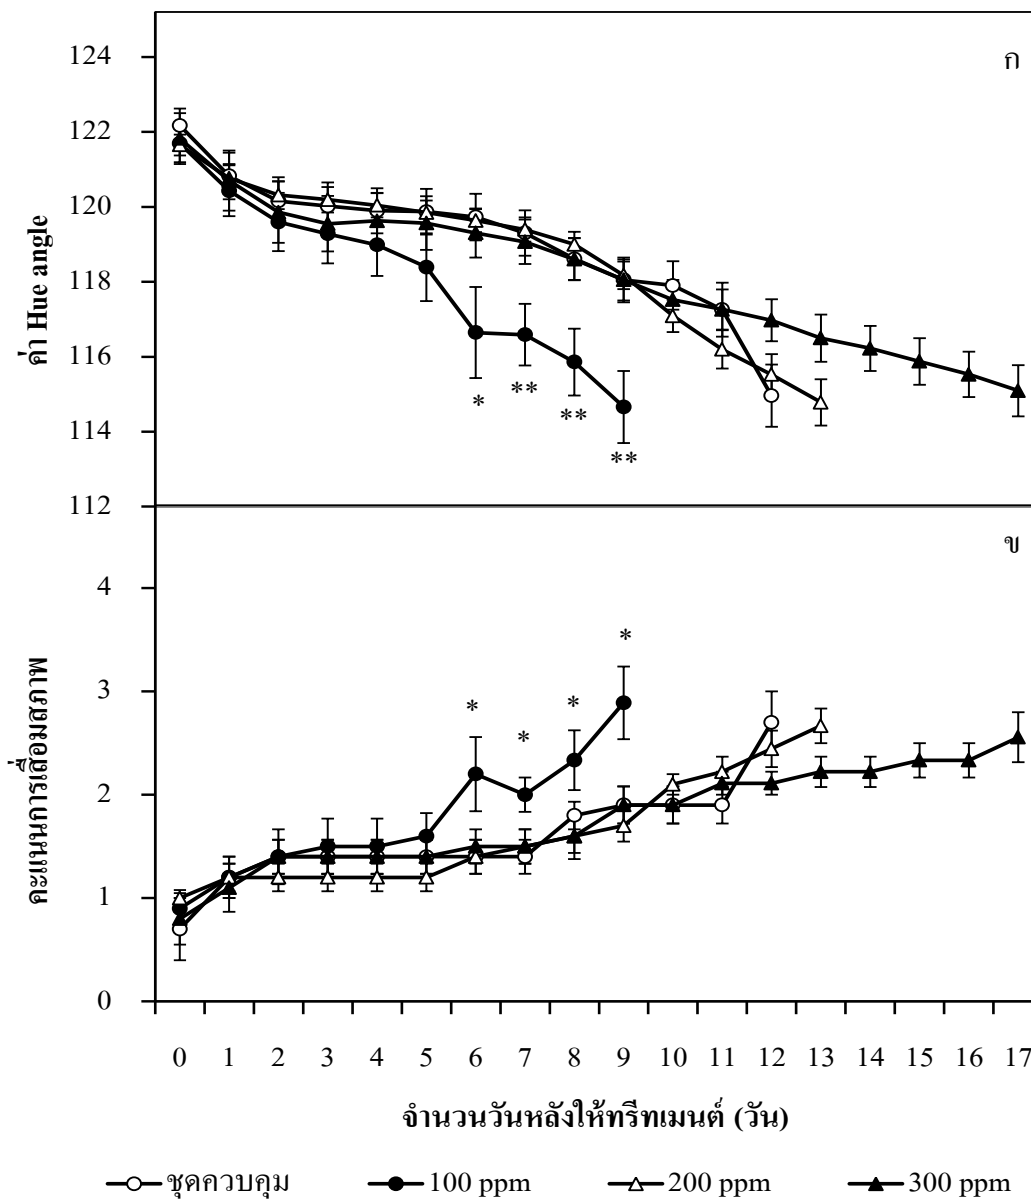 ก
124
122
120
118
116
114
112
ค่า Hue angle
*
**
**
**
ข
4
3
2
1
0
คะแนนการเสื่อมสภาพ
*
*
*
*
0 1 2 3 4 5 6 7 8 9 10 11 12 13 14 15 16 17
จำนวนวันหลังให้ทรีทเมนต์ (วัน)
ชุดควบคุม 100 ppm 200 ppm 300 ppm